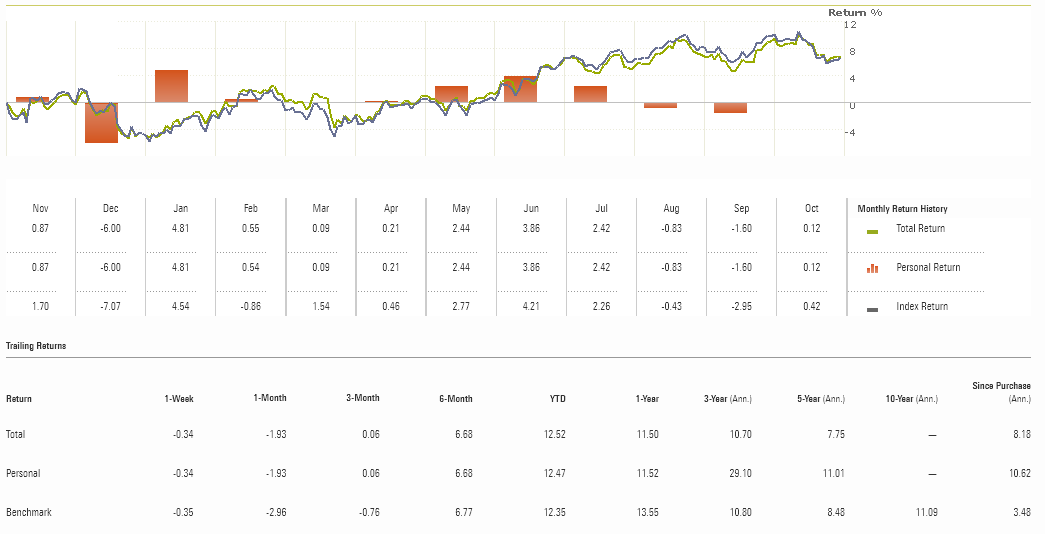 Return %
12
8
4
0
-4
Nov Dec Jan Feb Mar Apr May Jun Jul Aug Sep Oct Monthly Return History
0.87 -6.00 4.81 0.55 0.09 0.21 2.44 3.86 2.42 -0.83 -1.60 0.12 Total Return
0.87 -6.00 4.81 0.54 0.09 0.21 2.44 3.86 2.42 -0.83 -1.60 0.12 Personal Return
1.70 -7.07 4.54 -0.86 1.54 0.46 2.77 4.21 2.26 -0.43 -2.95 0.42 Index Return
Trailing Returns
Return 1-Week 1-Month 3-Month 6-Month YTD 1-Year 3-Year (Ann.) 5-Year (Ann.) 10-Year (Ann.) Since Purchase (Ann.)
Total -0.34 -1.93 0.06 6.68 12.52 11.50 10.70 7.75 — 8.18
Personal -0.34 -1.93 0.06 6.68 12.47 11.52 29.10 11.01 — 10.62
Benchmark -0.35 -2.96 -0.76 6.77 12.35 13.55 10.80 8.48 11.09 3.48